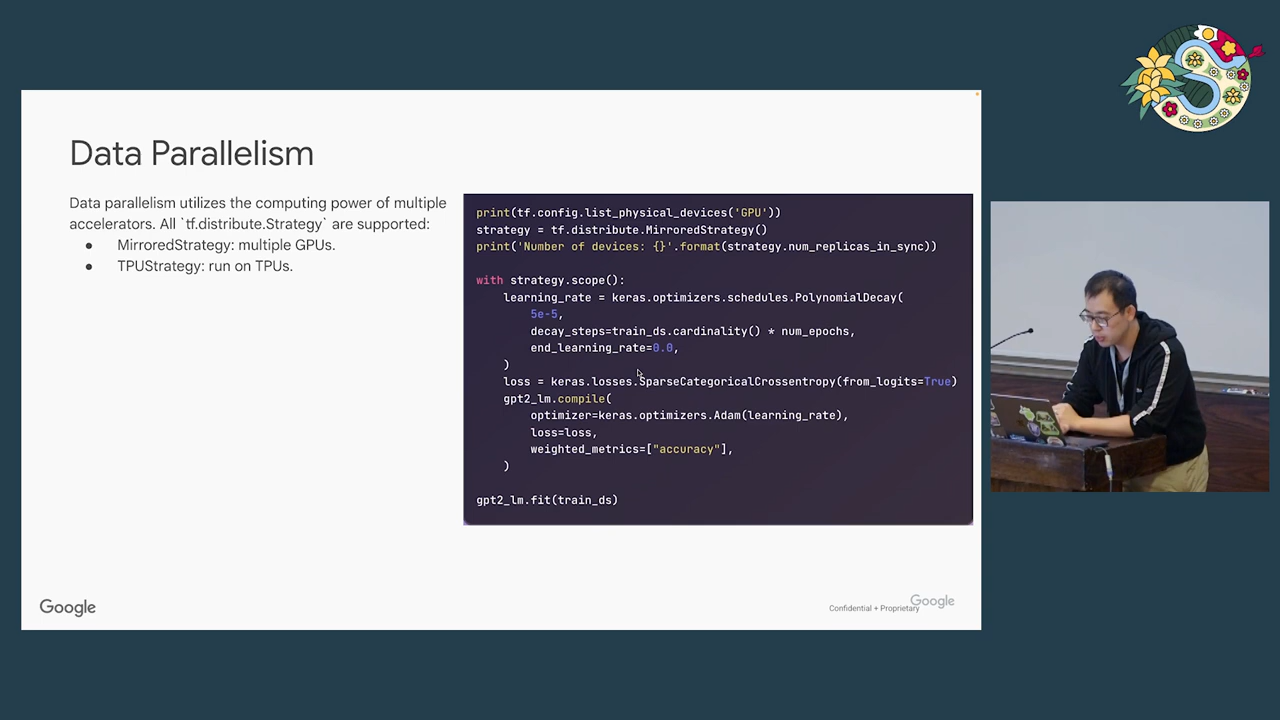 Data Parallelism
Data parallelism utilizes the computing power of multiple
accelerators. All `tf.distribute.Strategy` are supported:
● MirroredStrategy: multiple GPUs.
● TPUStrategy: run on TPUs.
print(tf.config.list_physical_devices('GPU'))
strategy = tf.distribute.MirroredStrategy()
print('Number of devices: {}'.format(strategy.num_replicas_in_sync))
with strategy.scope():
    learning_rate = keras.optimizers.schedules.PolynomialDecay(
        5e-5,
        decay_steps=train_ds.cardinality() * num_epochs,
        end_learning_rate=0.0,
    )
    loss = keras.losses.SparseCategoricalCrossentropy(from_logits=True)
    gpt2_lm.compile(
        optimizer=keras.optimizers.Adam(learning_rate),
        loss=loss,
        weighted_metrics=["accuracy"],
    )
gpt2_lm.fit(train_ds)
Google
Confidential + Proprietary
Google